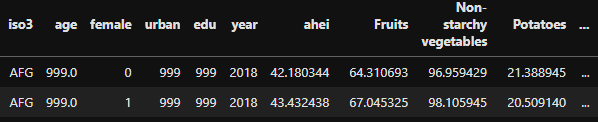 iso3 age female urban edu year ahei Fruits Non-starchy vegetables Potatoes ...
AFG 999.0 0 999 999 2018 42.180344 64.310693 96.959429 21.388945 ...
AFG 999.0 1 999 999 2018 43.432438 67.045325 98.105945 20.509140 ...